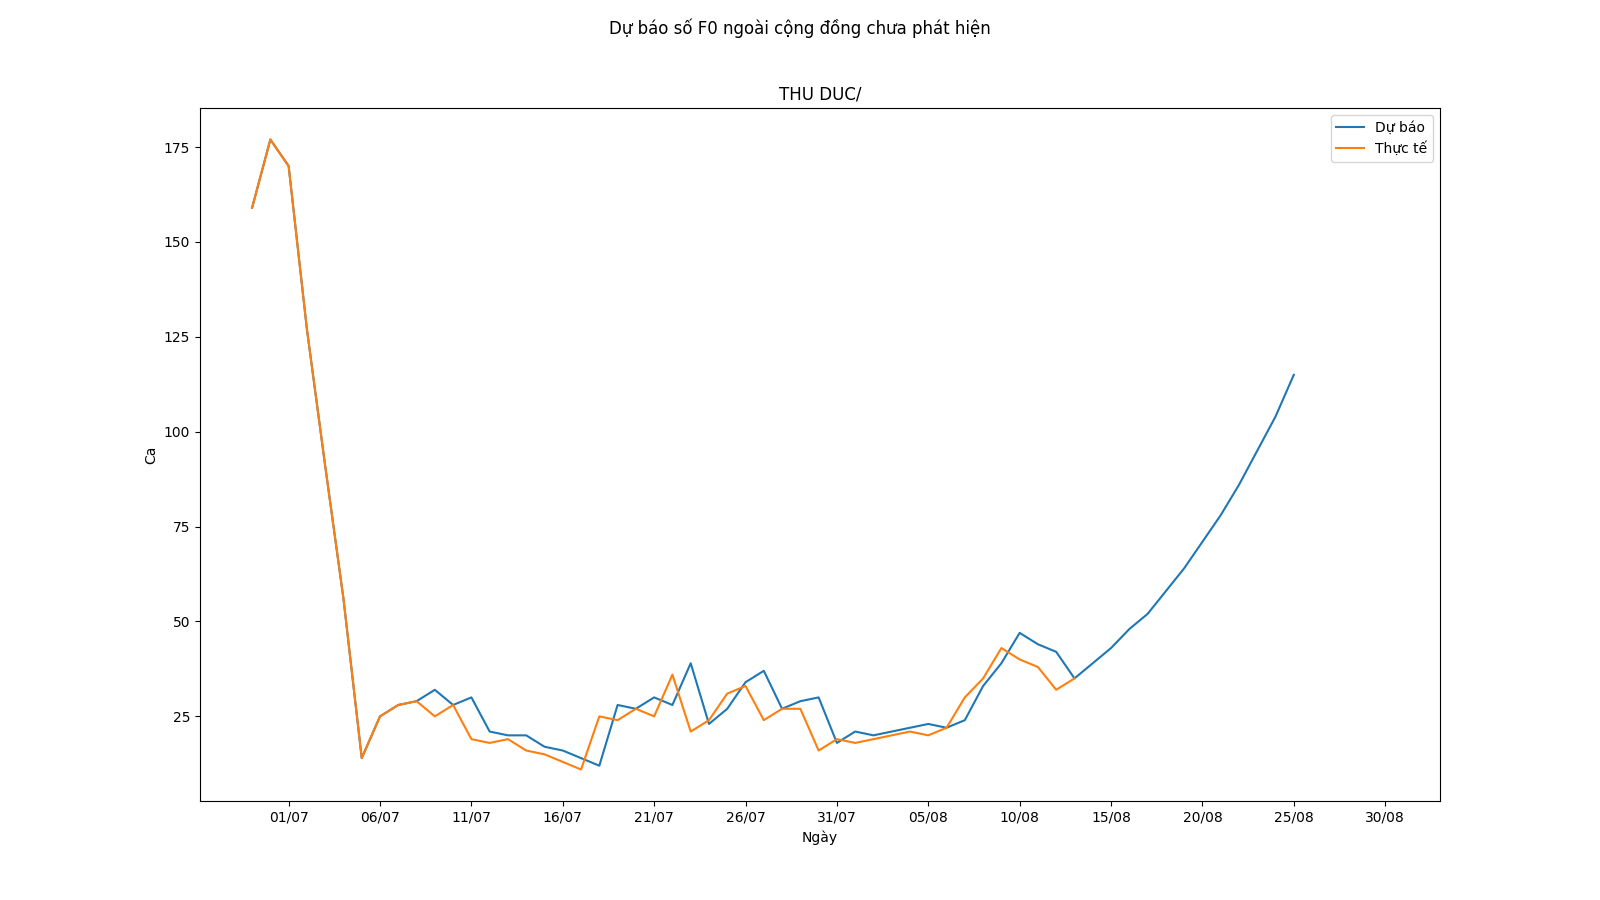 Dự báo số F0 ngoài cộng đồng chưa phát hiện
THU DUC/
Dự báo
Thực tế
175
150
125
100
75
50
25
Ca
01/07 06/07 11/07 16/07 21/07 26/07 31/07 05/08 10/08 15/08 20/08 25/08 30/08
Ngày